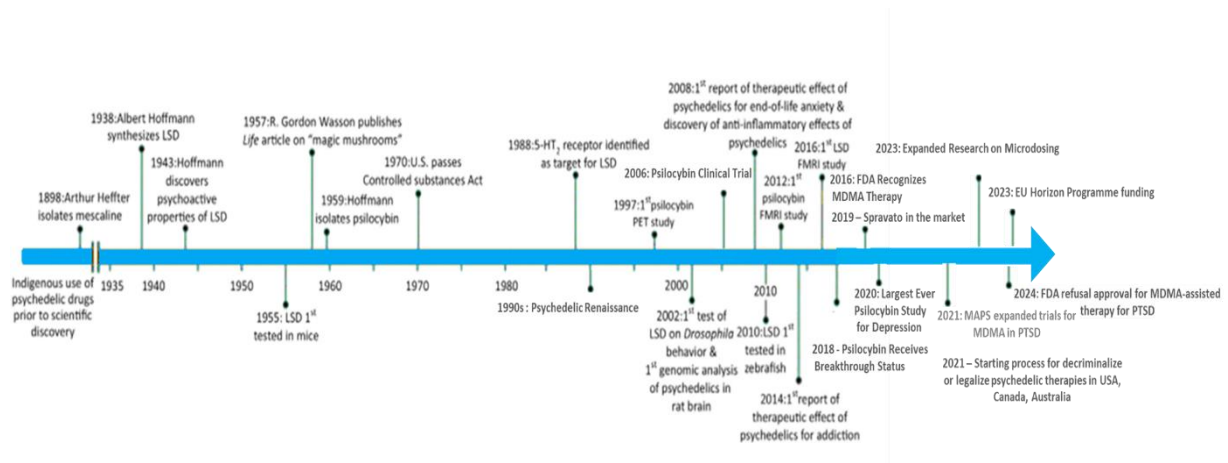 1898:Arthur Heffter
isolates mescaline
1938:Albert Hoffmann
synthesizes LSD
1943:Hoffmann
discovers
psychoactive
properties of LSD
1957:R. Gordon Wasson publishes
Life article on “magic mushrooms”
1959:Hoffmann
isolates psilocybin
1970:U.S. passes
Controlled substances Act
1988:5-HT2 receptor identified
as target for LSD
1997:1st psilocybin
PET study
2006: Psilocybin Clinical Trial
2008:1st report of therapeutic effect of
psychedelics for end-of-life anxiety &
discovery of anti-inflammatory effects of
psychedelics
2012:1st
psilocybin
FMRI study
2016:1st LSD
FMRI study
2016: FDA Recognizes
MDMA Therapy
2019 – Spravato in the market
2023: Expanded Research on Microdosing
2023: EU Horizon Programme funding
1935
1940
1950
1960
1970
1980
2000
2010
Indigenous use of
psychedelic drugs
prior to scientific
discovery
1955: LSD 1st
tested in mice
1990s : Psychedelic Renaissance
2002:1st test of
LSD on Drosophila
behavior &
1st genomic analysis
of psychedelics in
rat brain
2010:LSD 1st
tested in
zebrafish
2014:1st report of
therapeutic effect of
psychedelics for addiction
2018 - Psilocybin Receives
Breakthrough Status
2020: Largest Ever
Psilocybin Study
for Depression
2021: MAPS expanded trials for
MDMA in PTSD
2021 – Starting process for decriminalize
or legalize psychedelic therapies in USA,
Canada, Australia
2024: FDA refusal approval for MDMA-assisted
therapy for PTSD